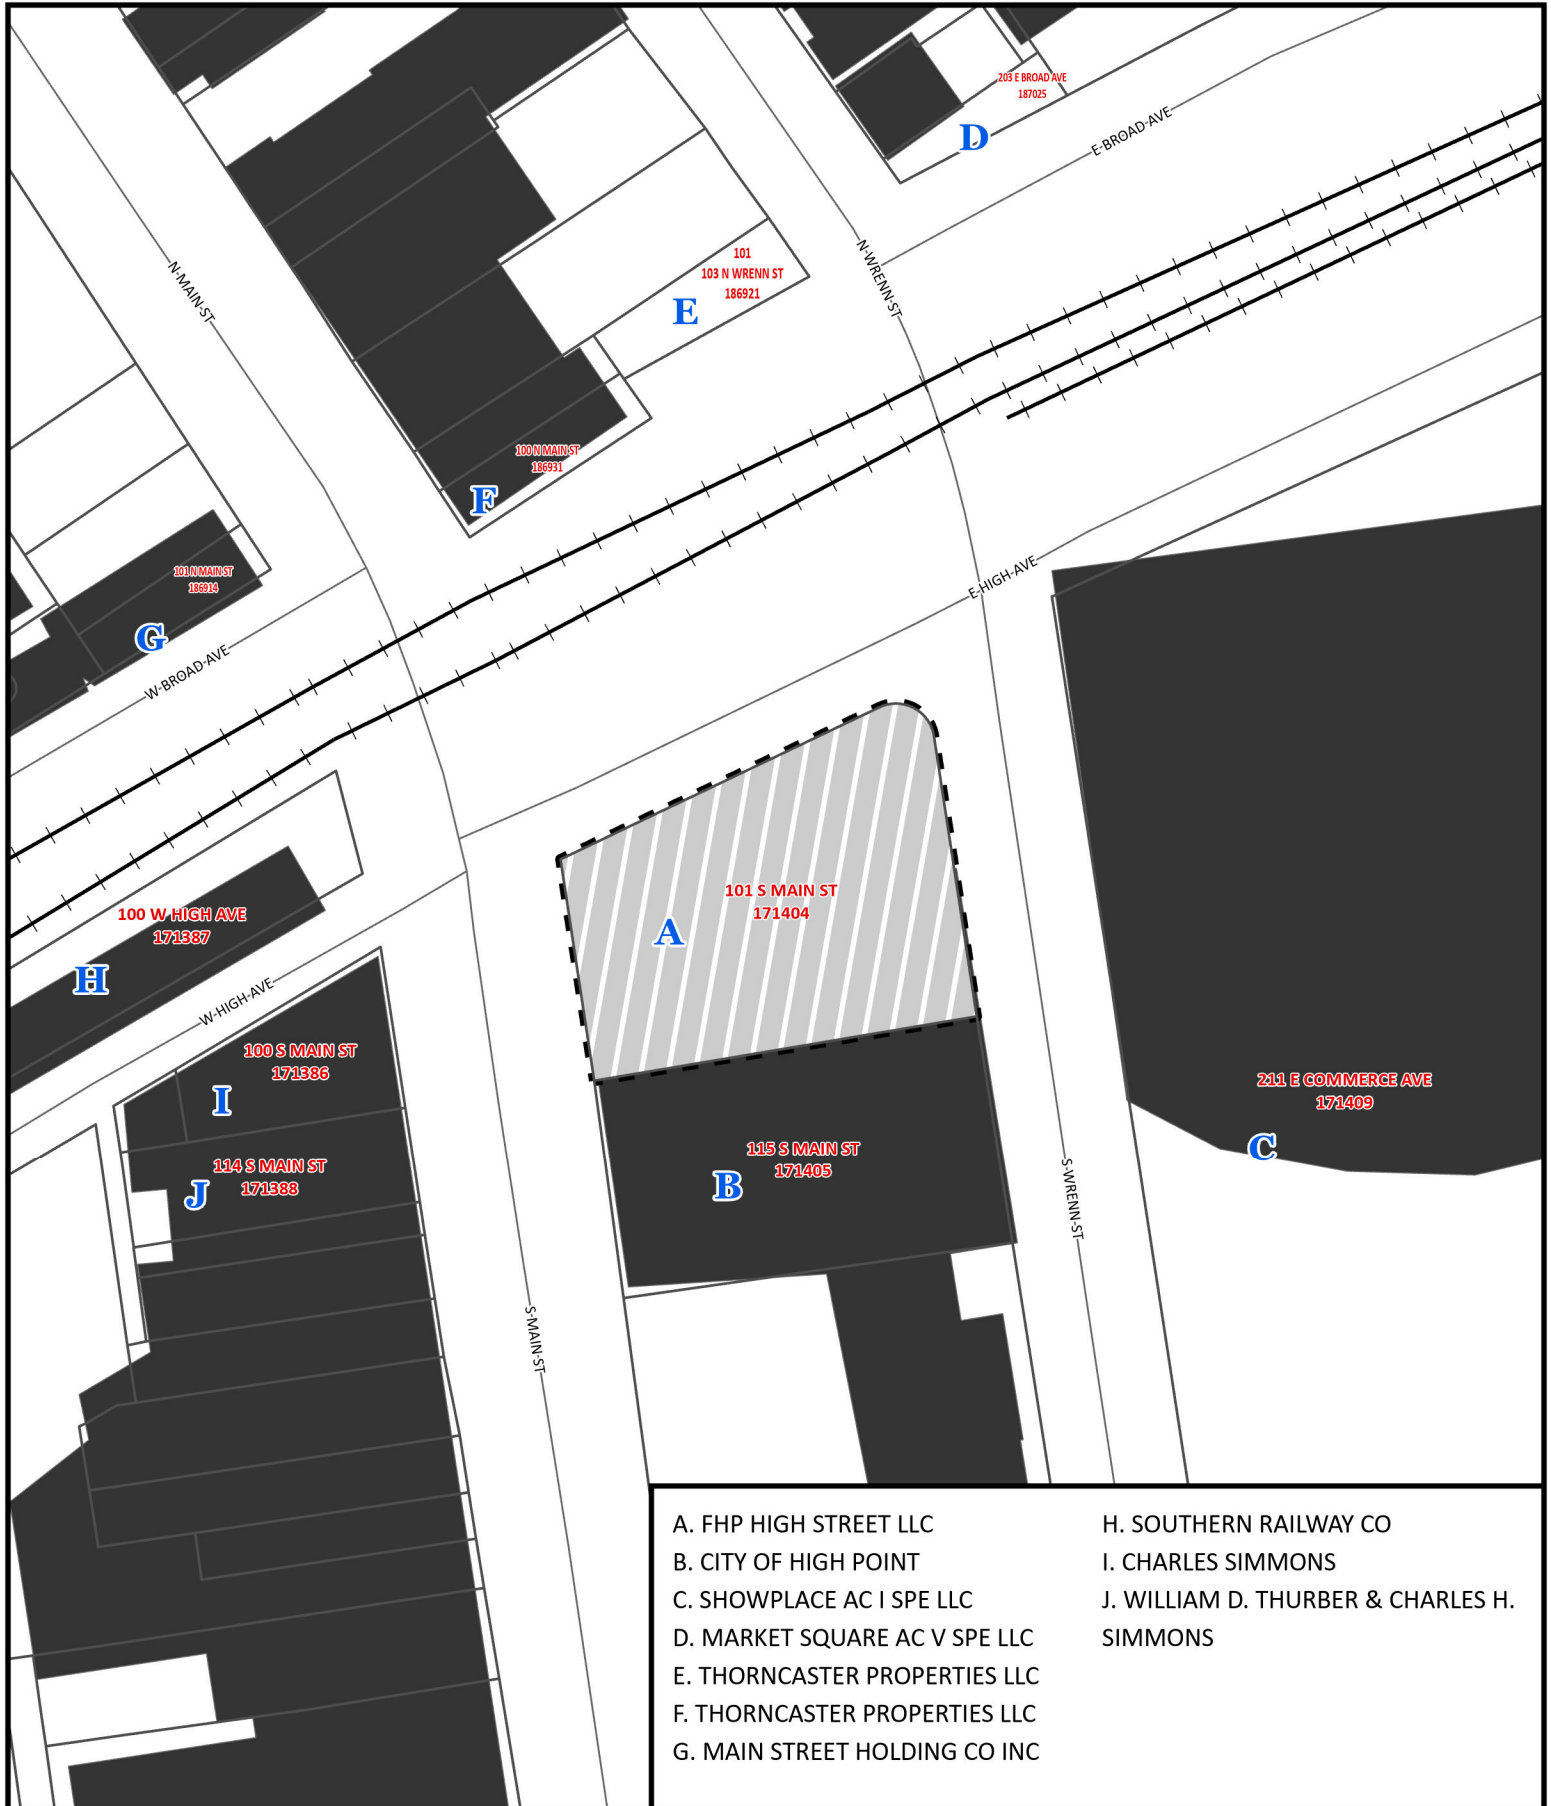 203 E BROAD AVE
187025
D
E-BROAD-AVE
N-MAIN-ST
N-WRENN-ST
101
103 N WRENN ST
186921
E
100 N MAIN ST
186931
F
101 N MAIN ST
186914
G
W-BROAD-AVE
E-HIGH-AVE
101 S MAIN ST
171404
A
100 W HIGH AVE
171387
H
W-HIGH-AVE
100 S MAIN ST
171386
I
211 E COMMERCE AVE
171409
C
115 S MAIN ST
171405
B
114 S MAIN ST
171388
J
S-WRENN-ST
S-MAIN-ST
A. FHP HIGH STREET LLC
B. CITY OF HIGH POINT
C. SHOWPLACE AC I SPE LLC
D. MARKET SQUARE AC V SPE LLC
E. THORNCASTER PROPERTIES LLC
F. THORNCASTER PROPERTIES LLC
G. MAIN STREET HOLDING CO INC
H. SOUTHERN RAILWAY CO
I. CHARLES SIMMONS
J. WILLIAM D. THURBER & CHARLES H.
SIMMONS